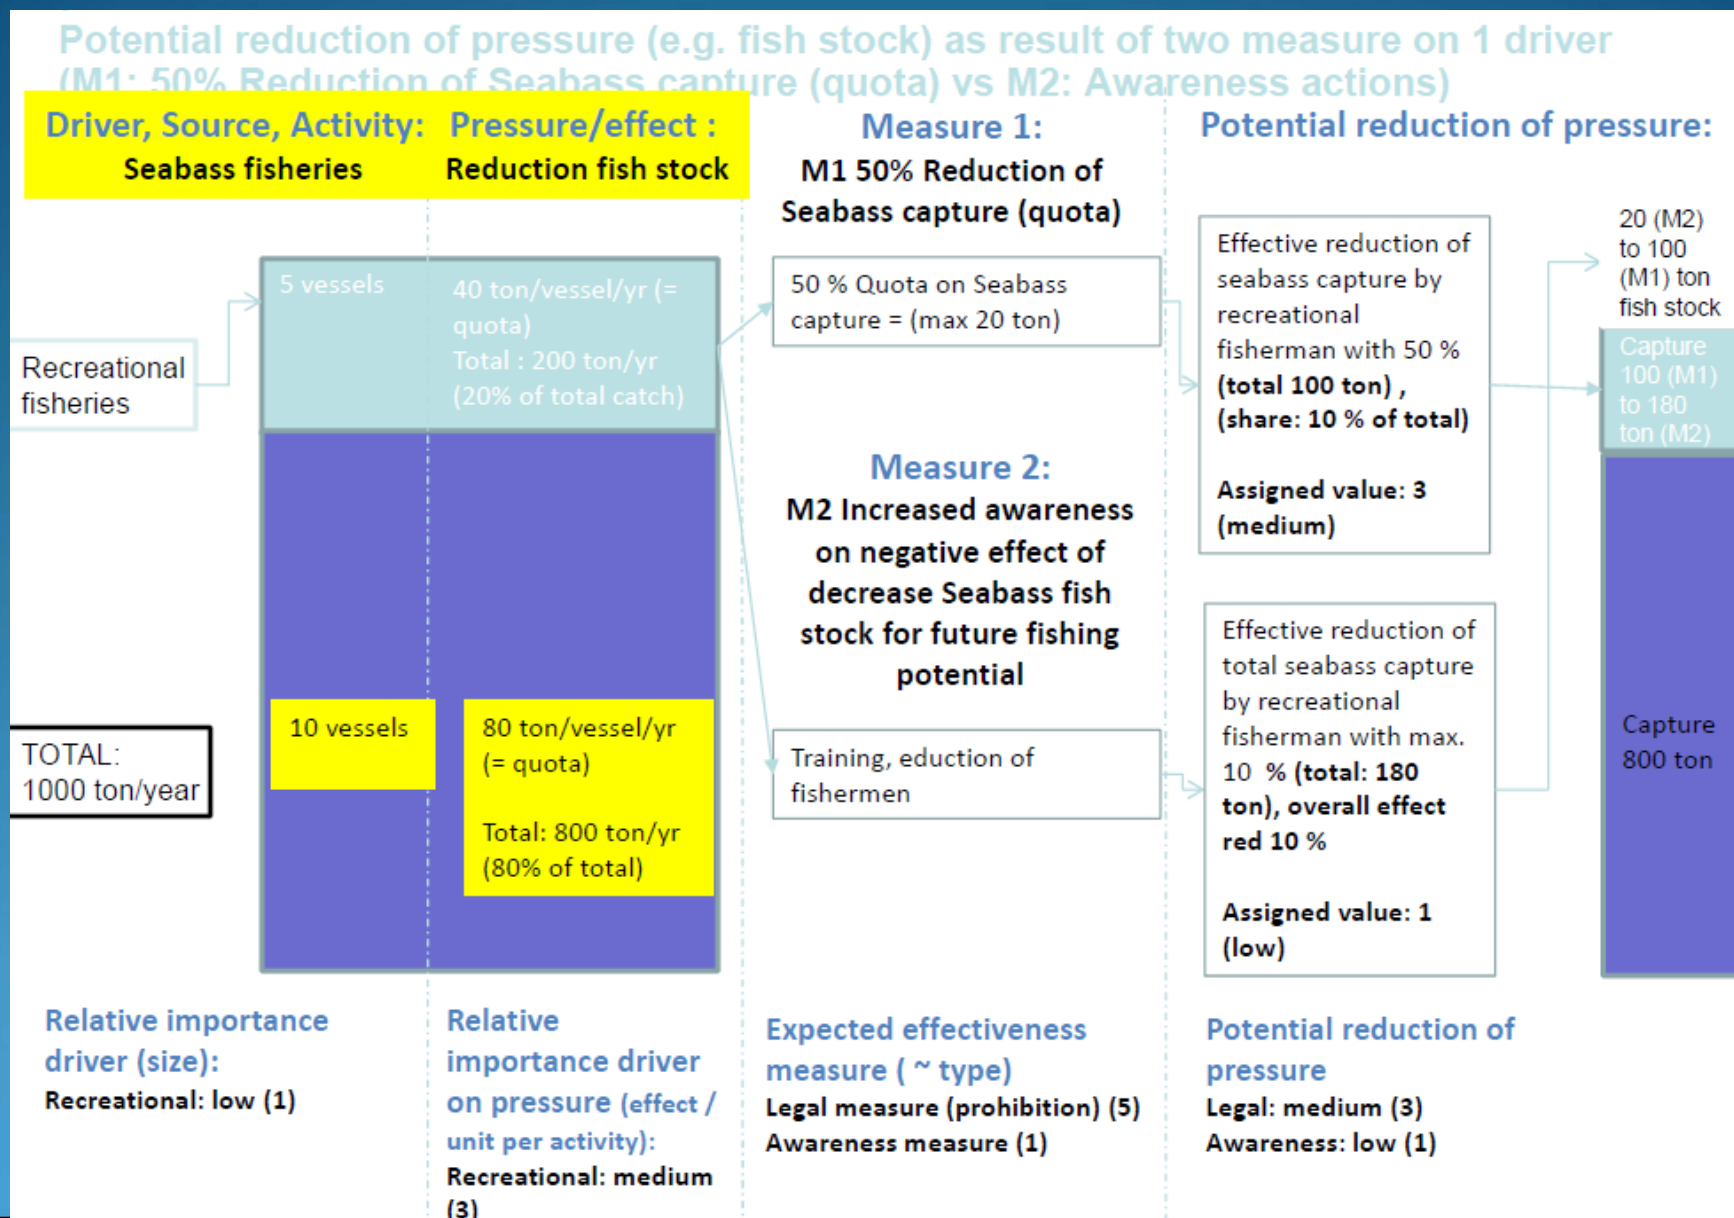 Potential reduction of pressure (e.g. fish stock) as result of two measure on 1 driver
(M1: 50% Reduction of Seabass capture (quota) vs M2: Awareness actions)
Driver, Source, Activity:
Seabass fisheries
Pressure/effect :
Reduction fish stock
Measure 1:
M1 50% Reduction of
Seabass capture (quota)
Potential reduction of pressure:
Recreational
fisheries
5 vessels
40 ton/vessel/yr (=
quota)
Total : 200 ton/yr
(20% of total catch)
50 % Quota on Seabass
capture = (max 20 ton)
Effective reduction of
seabass capture by
recreational
fisherman with 50 %
(total 100 ton) ,
(share: 10 % of total)
Assigned value: 3
(medium)
20 (M2)
to 100
(M1) ton
fish stock
Capture
100 (M1)
to 180
ton (M2)
Measure 2:
M2 Increased awareness
on negative effect of
decrease Seabass fish
stock for future fishing
potential
TOTAL:
1000 ton/year
10 vessels
80 ton/vessel/yr
(= quota)
Total: 800 ton/yr
(80% of total)
Training, eduction of
fishermen
Effective reduction of
total seabass capture
by recreational
fisherman with max.
10 % (total: 180
ton), overall effect
red 10 %
Assigned value: 1
(low)
Capture
800 ton
Relative importance
driver (size):
Recreational: low (1)
Relative
importance driver
on pressure (effect /
unit per activity):
Recreational: medium
(3)
Expected effectiveness
measure ( ~ type)
Legal measure (prohibition) (5)
Awareness measure (1)
Potential reduction of
pressure
Legal: medium (3)
Awareness: low (1)